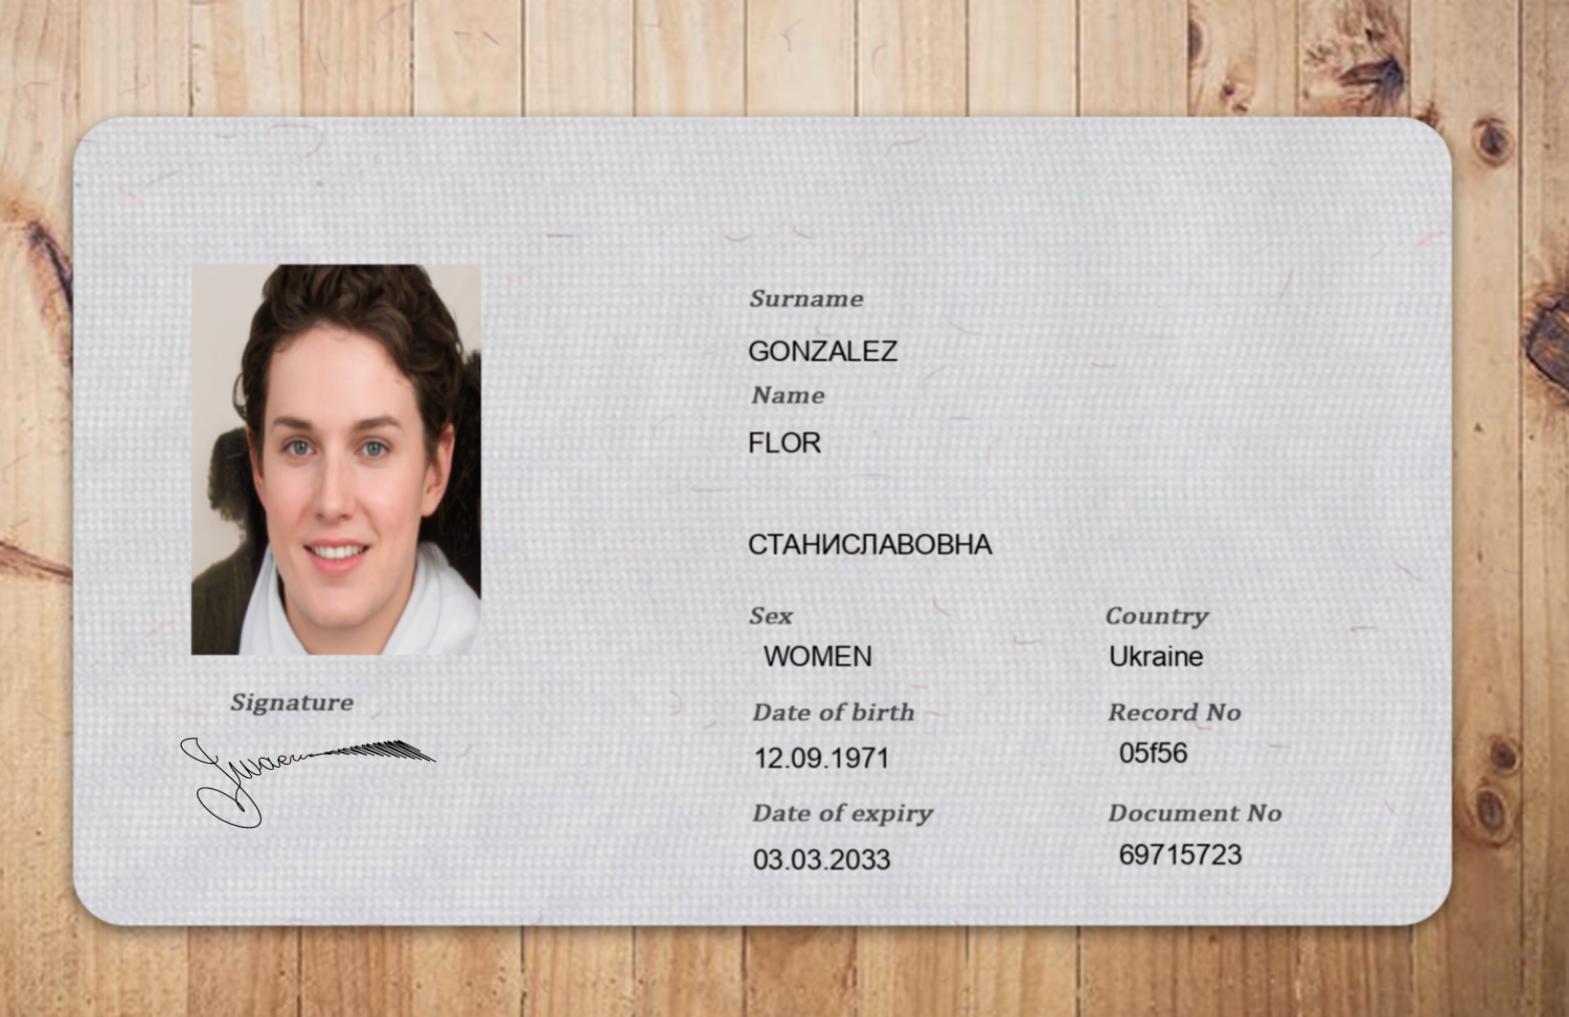 Surname
GONZALEZ
Name
FLOR
СТАНИСЛАВОВНА
Sex
Country
WOMEN
Ukraine
Date of birth
Record No
12.09.1971
05f56
Date of expiry
Document No
03.03.2033
69715723
Signature